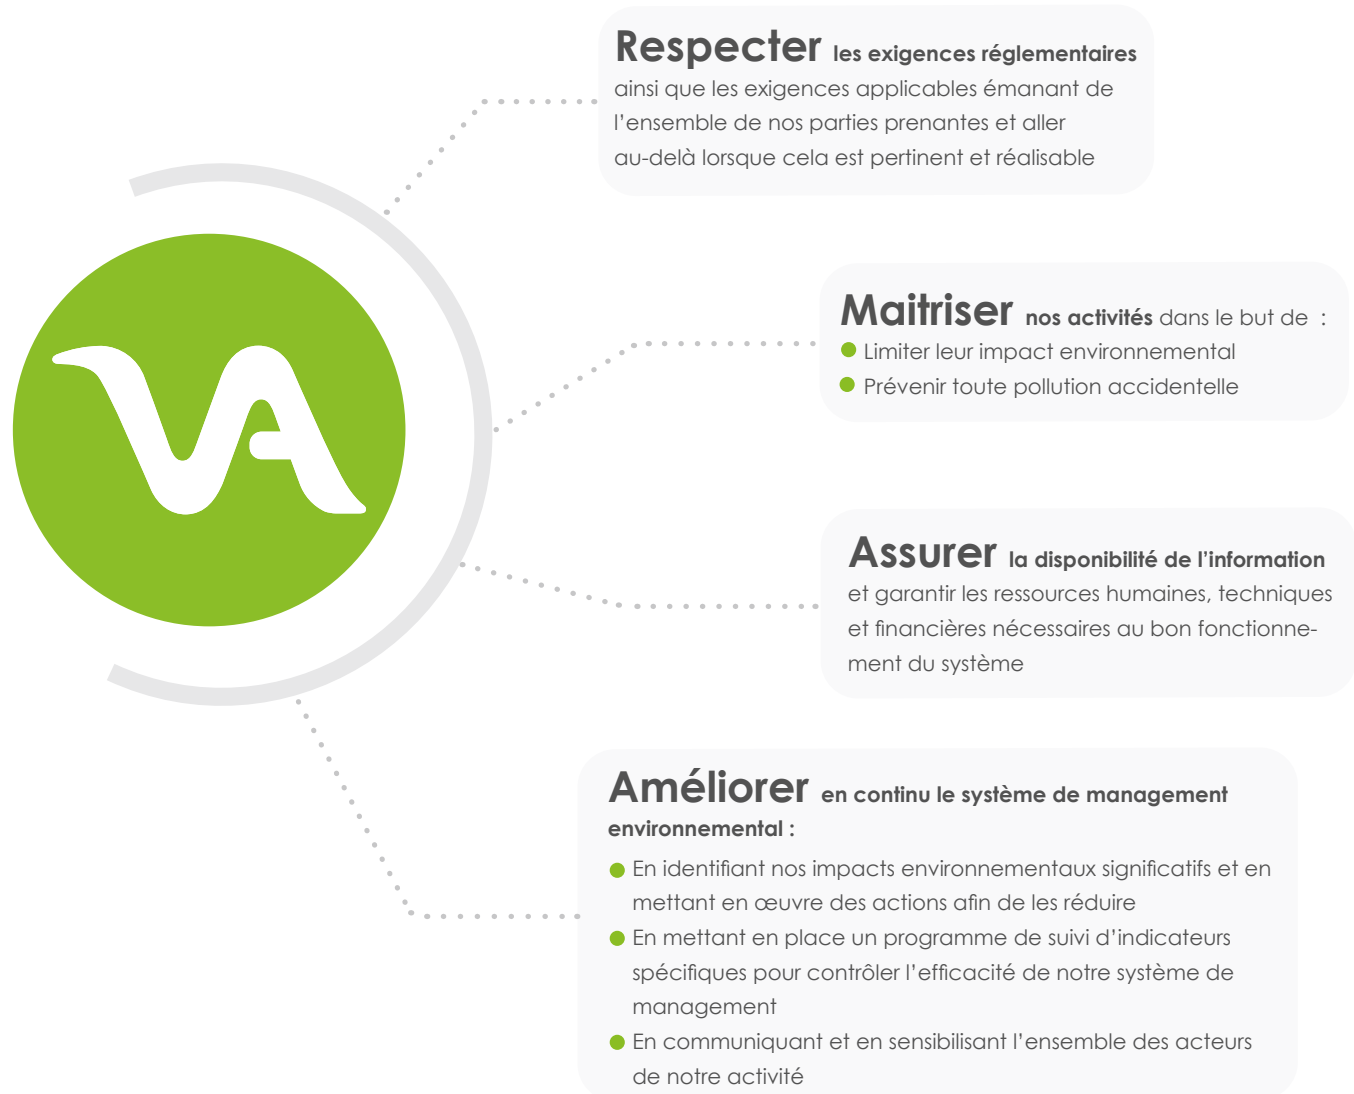 VA
Respecter les exigences réglementaires
ainsi que les exigences applicables émanant de
l’ensemble de nos parties prenantes et aller
au-delà lorsque cela est pertinent et réalisable
Maitriser nos activités dans le but de :
Limiter leur impact environnemental
Prévenir toute pollution accidentelle
Assurer la disponibilité de l’information
et garantir les ressources humaines, techniques
et financières nécessaires au bon fonctionne-
ment du système
Améliorer en continu le système de management
environnemental :
En identifiant nos impacts environnementaux significatifs et en
mettant en œuvre des actions afin de les réduire
En mettant en place un programme de suivi d’indicateurs
spécifiques pour contrôler l’efficacité de notre système de
management
En communiquant et en sensibilisant l’ensemble des acteurs
de notre activité